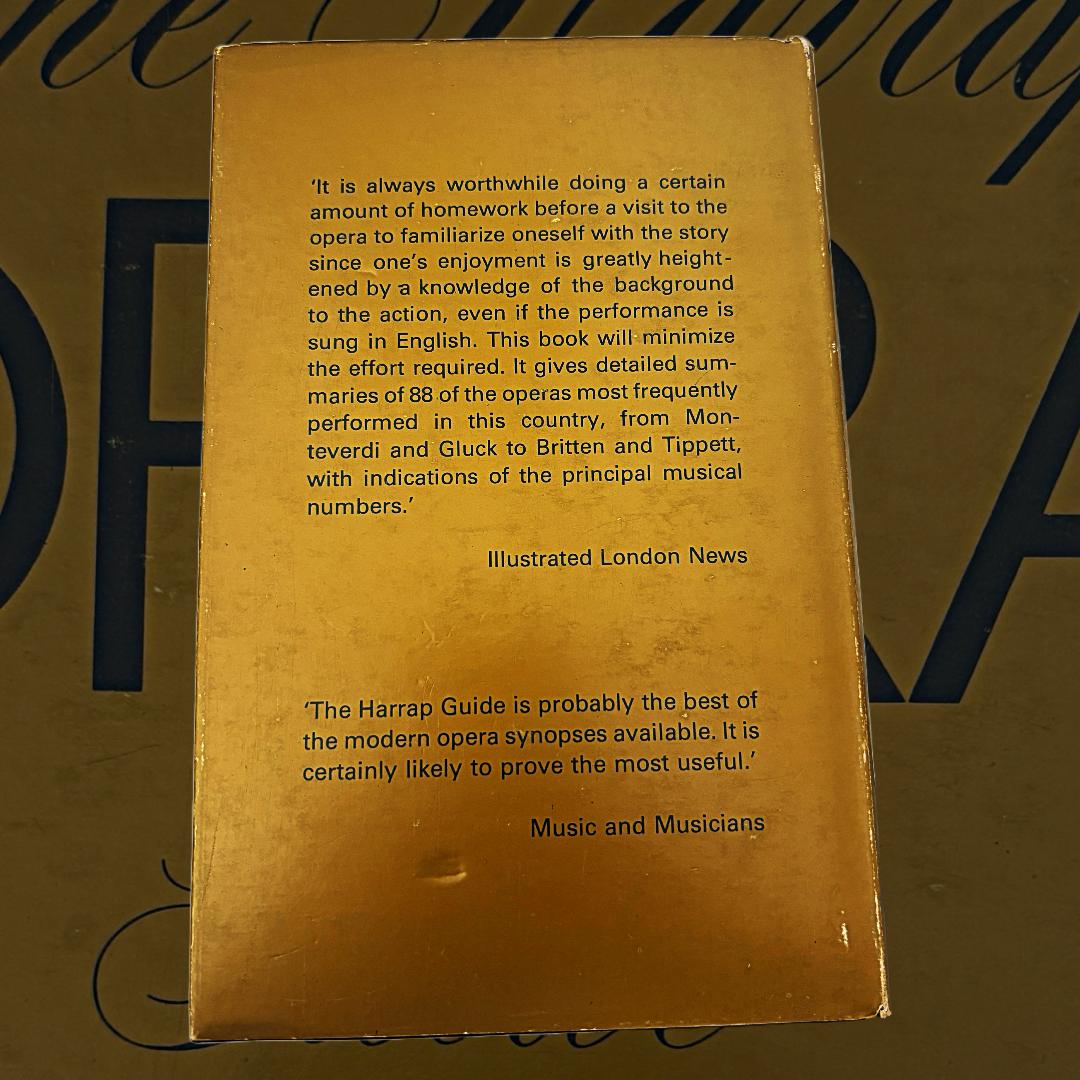 OPERA
'It is always worthwhile doing a certain
amount of homework before a visit to the
opera to familiarize oneself with the story
since one's enjoyment is greatly height-
ened by a knowledge of the background
to the action, even if the performance is
sung in English. This book will minimize
the effort required. It gives detailed sum-
maries of 88 of the operas most frequently
performed in this country, from Mon-
teverdi and Gluck to Britten and Tippett,
with indications of the principal musical
numbers.'
Illustrated London News
'The Harrap Guide is probably the best of
the modern opera synopses available. It is
certainly likely to prove the most useful.'
Music and Musicians